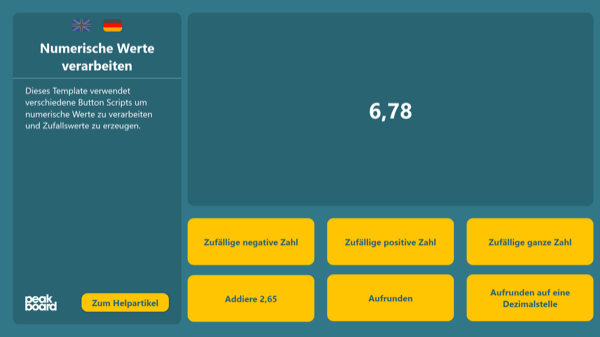 Numerische Werte
verarbeiten
Dieses Template verwendet
verschiedene Button Scripts um
numerische Werte zu verarbeiten
und Zufallswerte zu erzeugen.
peak
board
Zum Helpartikel
6,78
Zufällige negative Zahl
Zufällige positive Zahl
Zufällige ganze Zahl
Addiere 2,65
Aufrunden
Aufrunden auf eine
Dezimalstelle